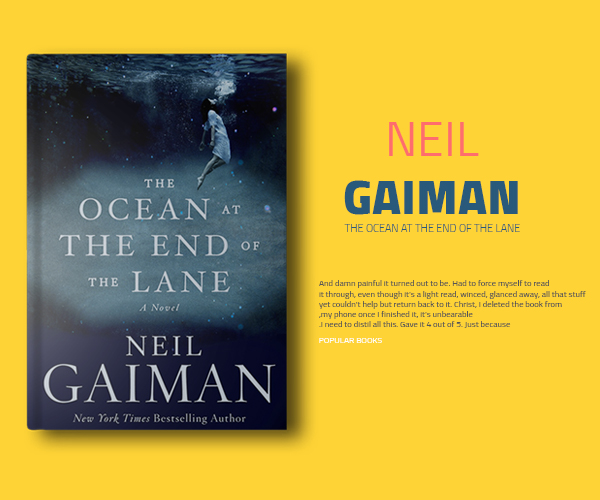 THE
OCEAN AT
THE END OF
THE LANE
A Novel
NEIL
GAIMAN
New York Times Bestselling Author
NEIL
GAIMAN
THE OCEAN AT THE END OF THE LANE
And damn painful it turned out to be. Had to force myself to read
it through, even though it's a light read, winced, glanced away, all that stuff
yet couldn't help but return back to it. Christ, I deleted the book from
,my phone once I finished it, it's unbearable
.I need to distil all this. Gave it 4 out of 5. Just because
POPULAR BOOKS